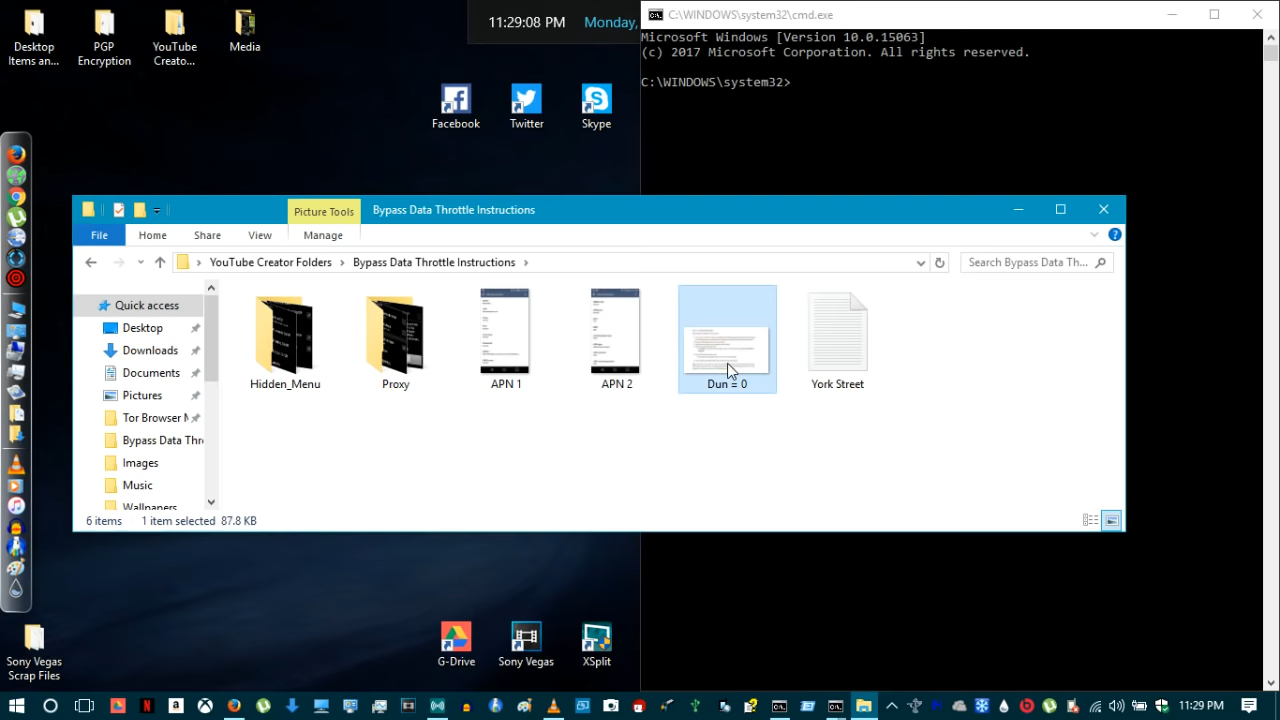 Desktop
Items an...
PGP
Encryption
YouTube
Creato...
Media
11:29:08 PM
Monday,
Facebook
Twitter
Skype
C:\WINDOWS\system32\cmd.exe
Microsoft Windows [Version 10.0.15063]
(c) 2017 Microsoft Corporation. All rights reserved.
C:\WINDOWS\system32>
Picture Tools
Bypass Data Throttle Instructions
File
Home
Share
View
Manage
YouTube Creator Folders
Bypass Data Throttle Instructions
Search Bypass Data Th...
Quick access
Desktop
Downloads
Documents
Pictures
Tor Browser
Bypass Data Thr
Images
Music
Wallpapers
Hidden_Menu
Proxy
APN 1
APN 2
Dun = 0
York Street
6 items
1 item selected 87.8 KB
Sony Vegas
Scrap Files
G-Drive
Sony Vegas
XSplit
11:29 PM